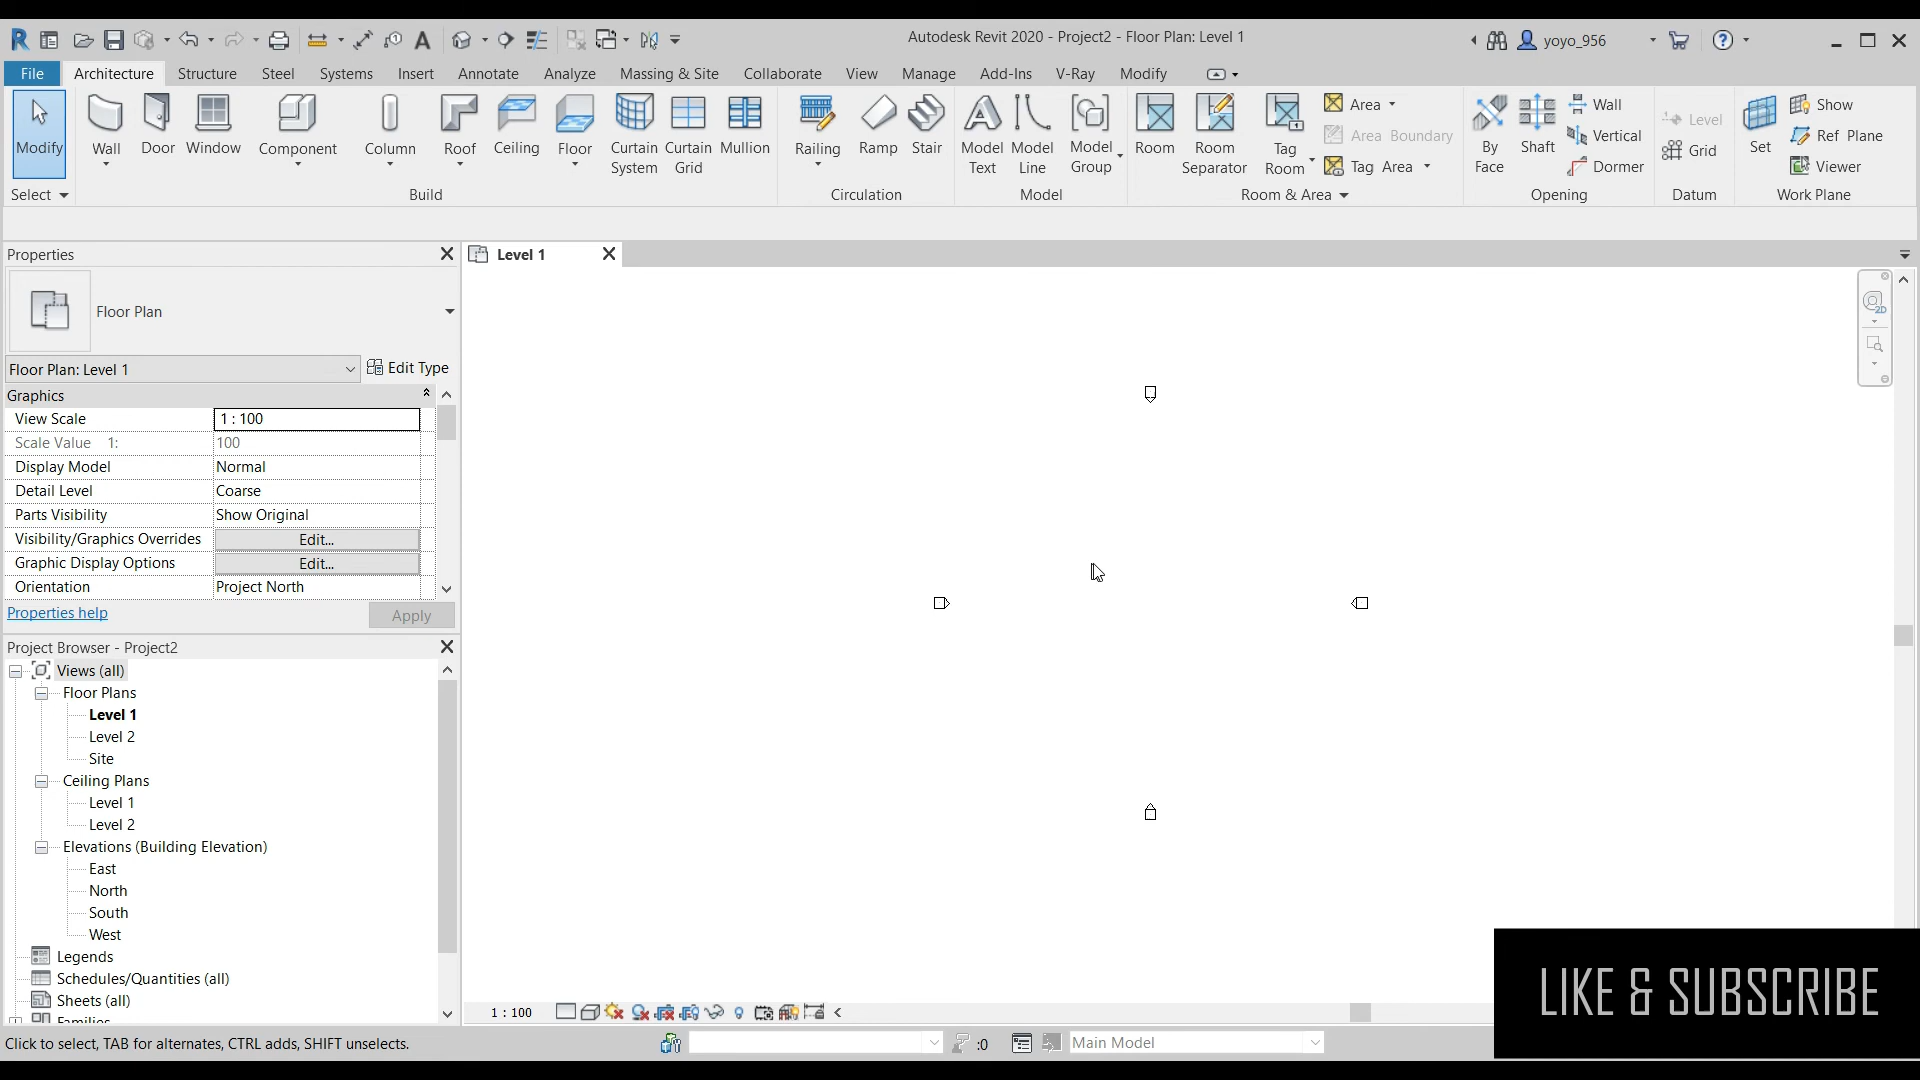 Autodesk Revit 2020 - Project2 - Floor Plan: Level 1
yoyo_956
File Architecture Structure Steel Systems Insert Annotate Analyze Massing & Site Collaborate View Manage Add-Ins V-Ray Modify
Modify
Wall
Door
Window
Component
Column
Roof
Ceiling
Floor
Curtain System
Curtain Grid
Mullion
Railing
Ramp
Stair
Model Text
Model Line
Model Group
Room
Room Separator
Tag Room
Area
Area Boundary
Tag Area
By Face
Shaft
Wall
Vertical
Dormer
Level
Grid
Set
Show
Ref Plane
Viewer
Select
Build
Circulation
Model
Room & Area
Opening
Datum
Work Plane
Properties
Level 1
Floor Plan
Floor Plan: Level 1
Edit Type
Graphics
View Scale 1 : 100
Scale Value 1: 100
Display Model Normal
Detail Level Coarse
Parts Visibility Show Original
Visibility/Graphics Overrides Edit...
Graphic Display Options Edit...
Orientation Project North
Properties help
Apply
Project Browser - Project2
Views (all)
Floor Plans
Level 1
Level 2
Site
Ceiling Plans
Level 1
Level 2
Elevations (Building Elevation)
East
North
South
West
Legends
Schedules/Quantities (all)
Sheets (all)
Families
2D
1 : 100
Click to select, TAB for alternates, CTRL adds, SHIFT unselects.
:0
Main Model
LIKE & SUBSCRIBE